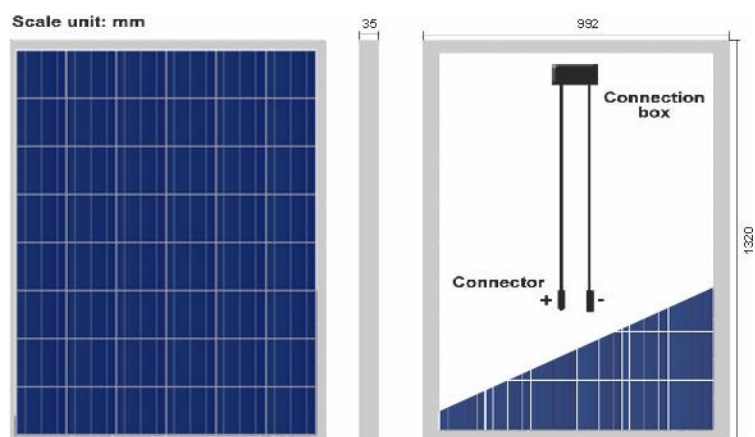 Scale unit: mm
35
992
Connection
box
1320
Connector
+ -